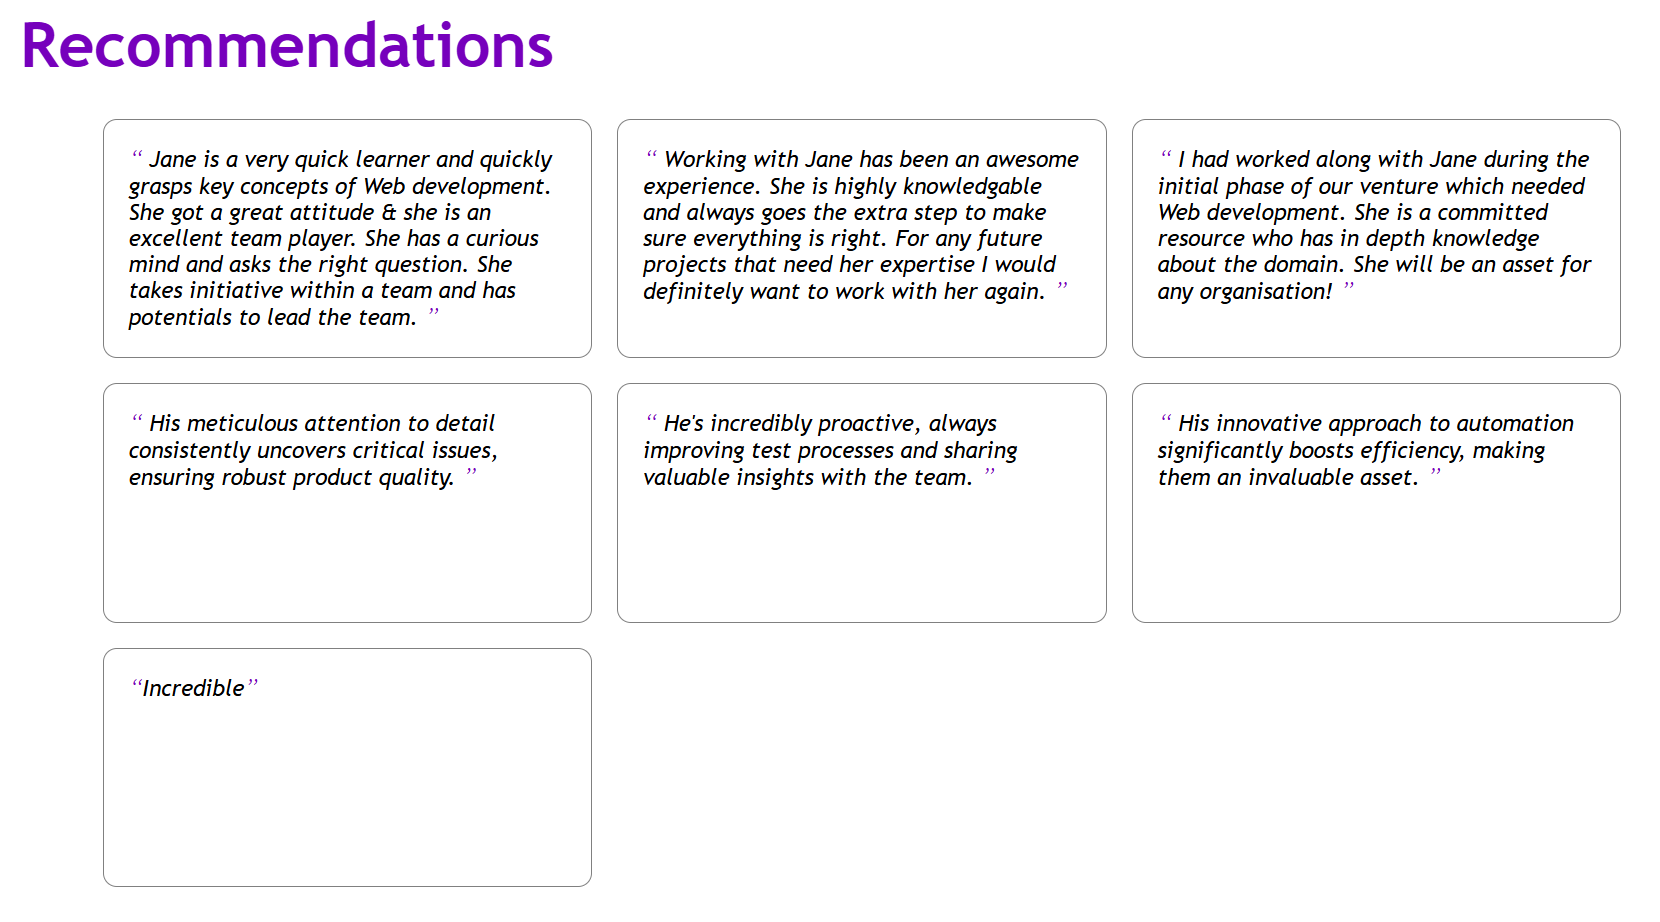 Recommendations
“ Jane is a very quick learner and quickly
grasps key concepts of Web development.
She got a great attitude & she is an
excellent team player. She has a curious
mind and asks the right question. She
takes initiative within a team and has
potentials to lead the team. ”
“ Working with Jane has been an awesome
experience. She is highly knowledgable
and always goes the extra step to make
sure everything is right. For any future
projects that need her expertise I would
definitely want to work with her again. ”
“ I had worked along with Jane during the
initial phase of our venture which needed
Web development. She is a committed
resource who has in depth knowledge
about the domain. She will be an asset for
any organisation! ”
“ His meticulous attention to detail
consistently uncovers critical issues,
ensuring robust product quality. ”
“ He's incredibly proactive, always
improving test processes and sharing
valuable insights with the team. ”
“ His innovative approach to automation
significantly boosts efficiency, making
them an invaluable asset. ”
“Incredible”